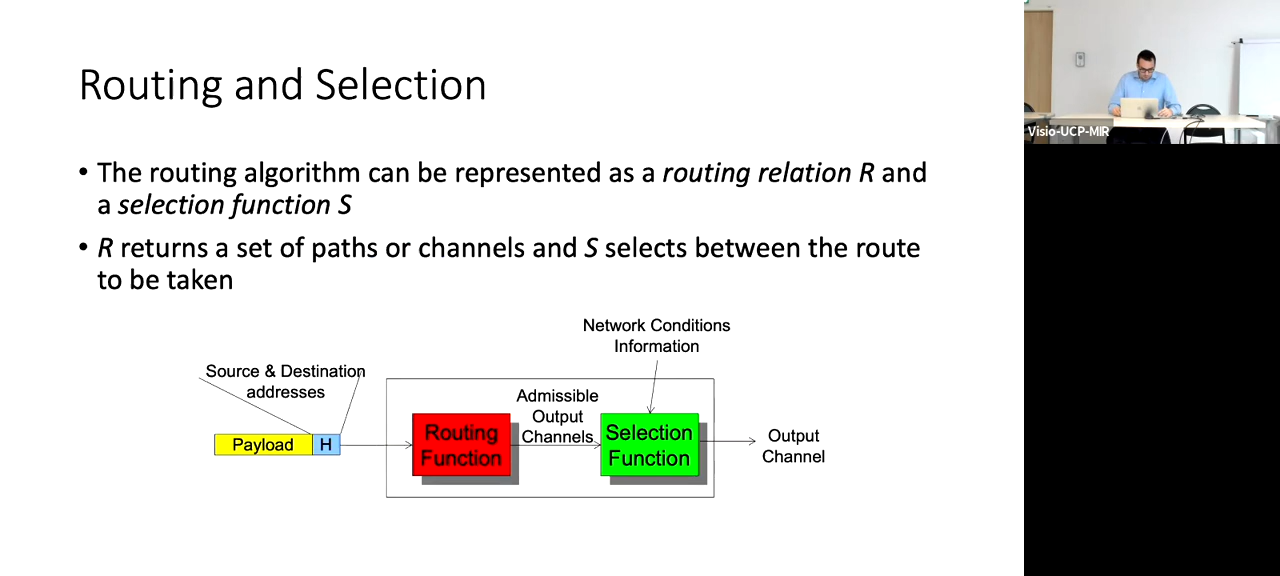 Routing and Selection
• The routing algorithm can be represented as a routing relation R and
a selection function S
• R returns a set of paths or channels and S selects between the route
to be taken
Network Conditions
Information
Source & Destination
addresses
Admissible
Output
Channels
Payload
H
Routing
Function
Selection
Function
Output
Channel
Visio-UCP-MIR